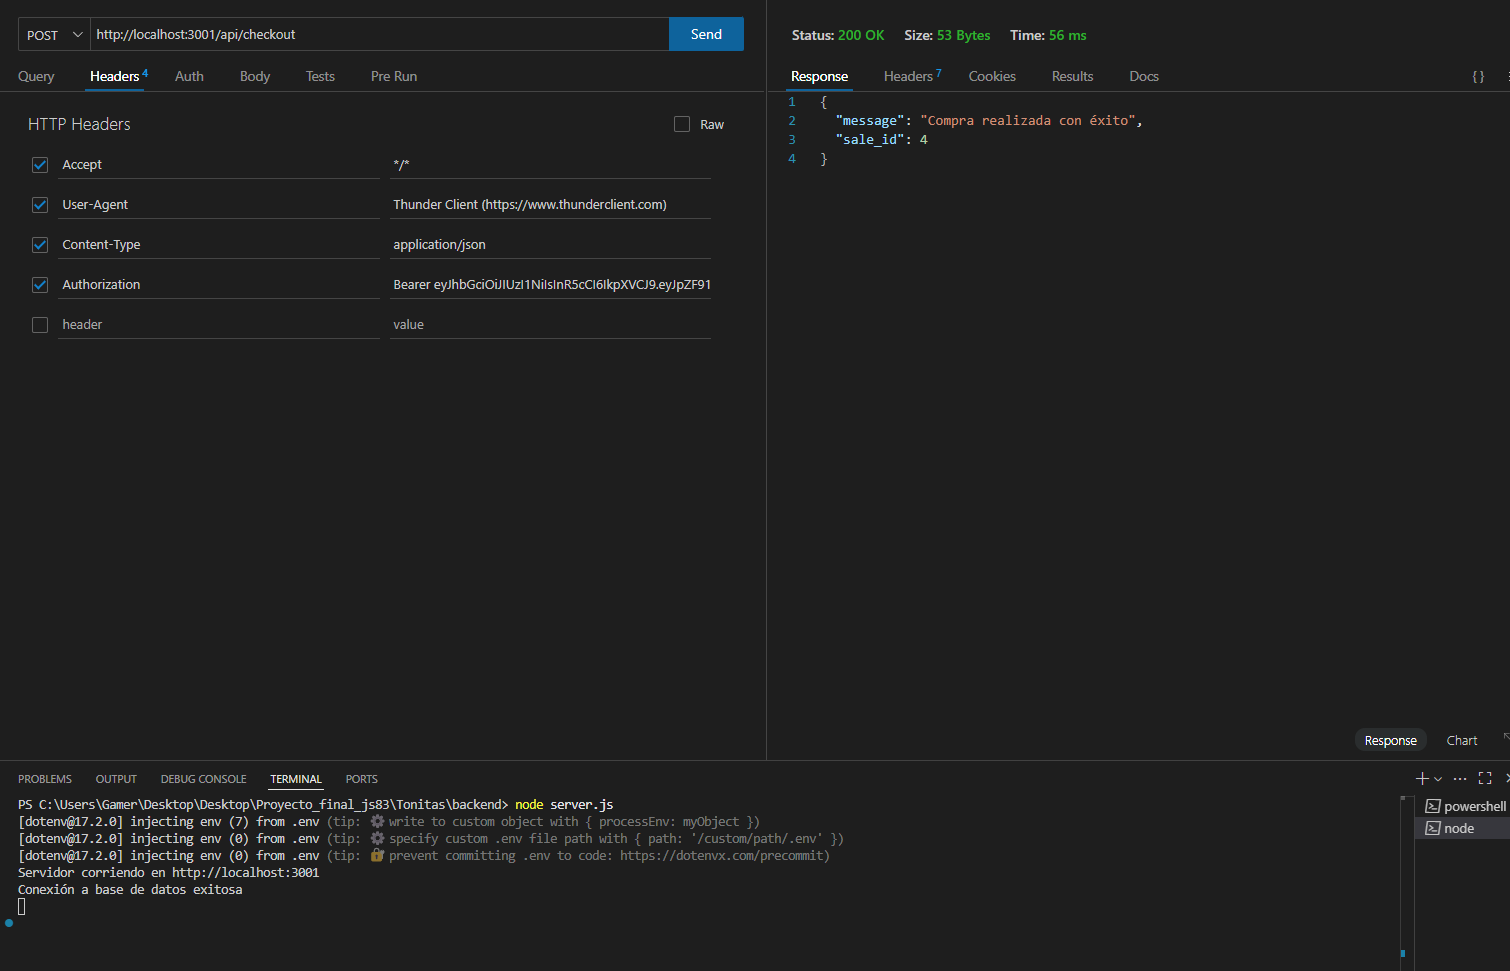 POST http://localhost:3001/api/checkout Send
Query Headers 4 Auth Body Tests Pre Run
HTTP Headers Raw
Accept */*
User-Agent Thunder Client (https://www.thunderclient.com)
Content-Type application/json
Authorization Bearer eyJhbGciOiJIUzI1NiIsInR5cCI6IkpXVCJ9.eyJpZF91
header value
Status: 200 OK Size: 53 Bytes Time: 56 ms
Response Headers 7 Cookies Results Docs { }
1 {
2 "message": "Compra realizada con éxito",
3 "sale_id": 4
4 }
Response Chart
PROBLEMS OUTPUT DEBUG CONSOLE TERMINAL PORTS
PS C:\Users\Gamer\Desktop\Desktop\Proyecto_final_js83\Tonitas\backend> node server.js
[dotenv@17.2.0] injecting env (7) from .env (tip: ⚙️ write to custom object with { processEnv: myObject })
[dotenv@17.2.0] injecting env (0) from .env (tip: ⚙️ specify custom .env file path with { path: '/custom/path/.env' })
[dotenv@17.2.0] injecting env (0) from .env (tip: 🔐 prevent committing .env to code: https://dotenvx.com/precommit)
Servidor corriendo en http://localhost:3001
Conexión a base de datos exitosa
powershell
node